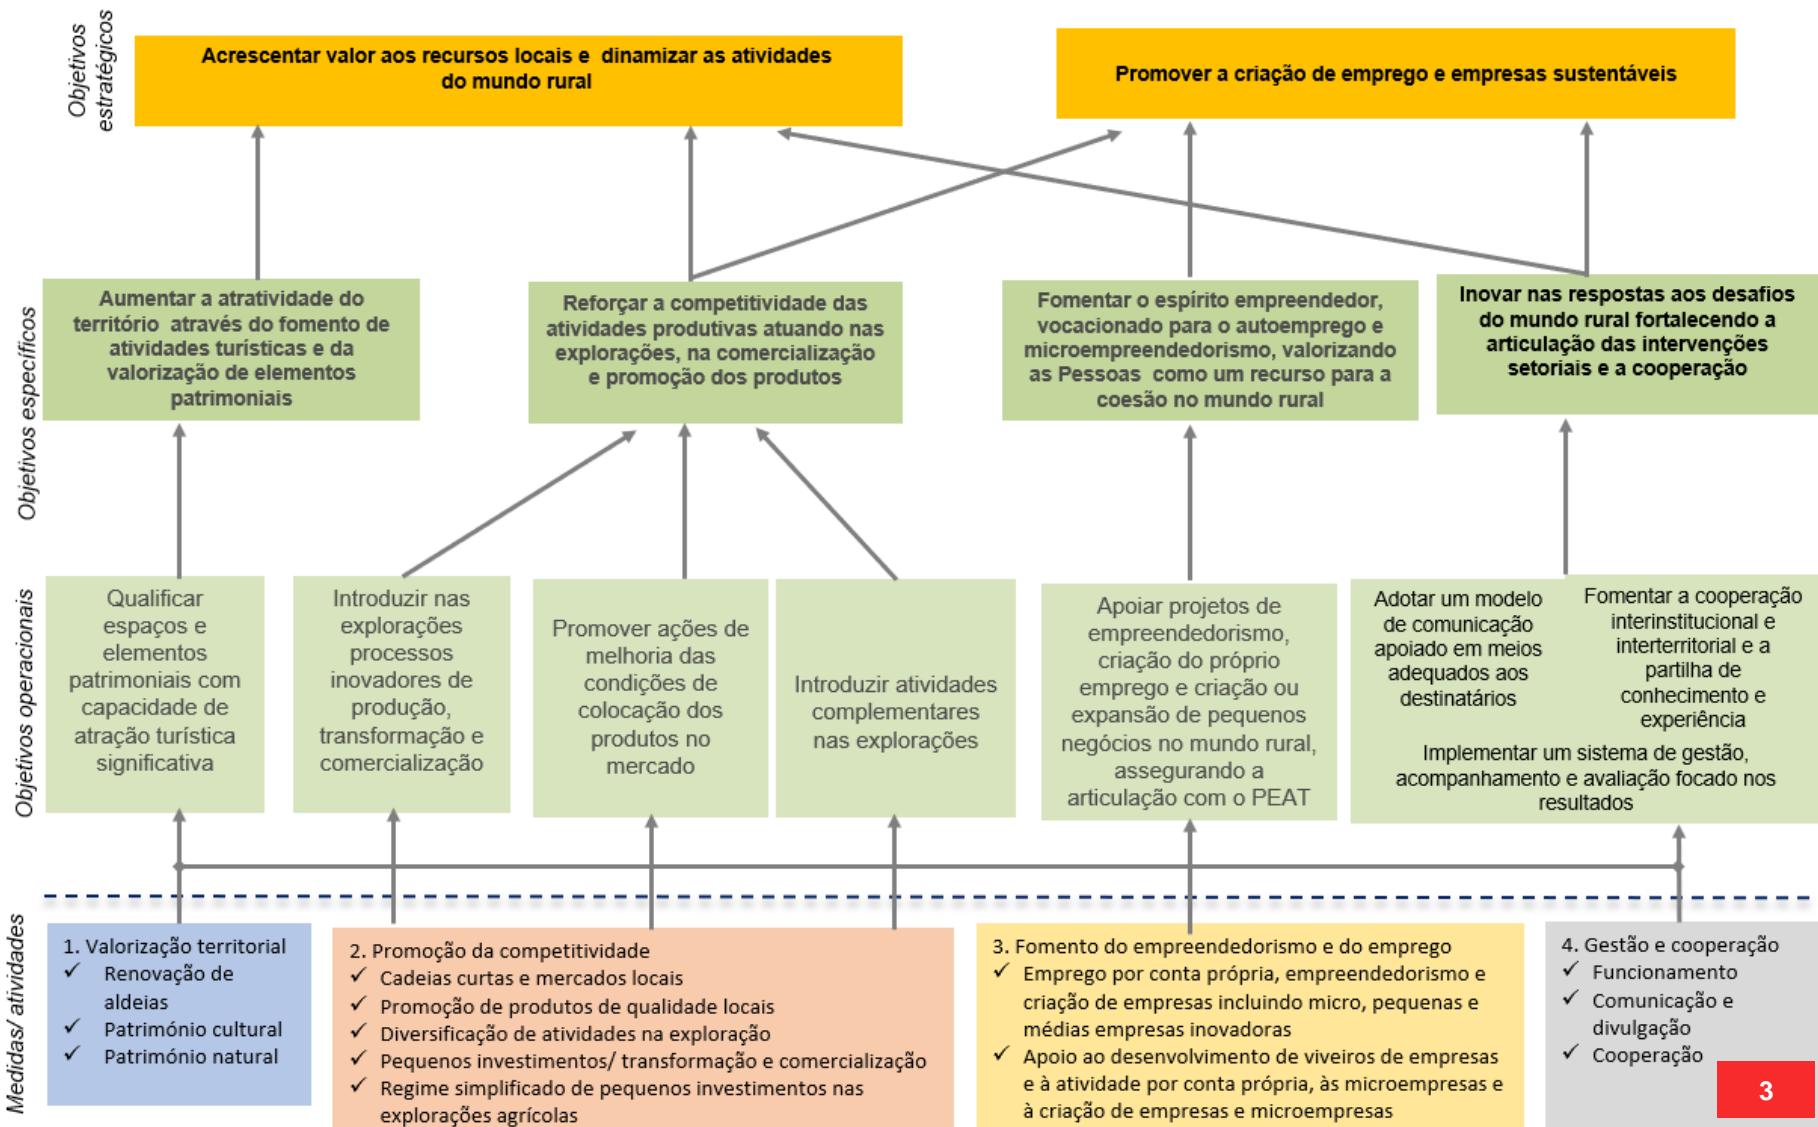 Objetivos
estratégicos
Acrescentar valor aos recursos locais e dinamizar as atividades
do mundo rural
Promover a criação de emprego e empresas sustentáveis
Objetivos específicos
Aumentar a atratividade do
território através do fomento de
atividades turísticas e da
valorização de elementos
patrimoniais
Reforçar a competitividade das
atividades produtivas atuando nas
explorações, na comercialização
e promoção dos produtos
Fomentar o espírito empreendedor,
vocacionado para o autoemprego e
microempreendedorismo, valorizando
as Pessoas como um recurso para a
coesão no mundo rural
Inovar nas respostas aos desafios
do mundo rural fortalecendo a
articulação das intervenções
setoriais e a cooperação
Objetivos operacionais
Qualificar
espaços e
elementos
patrimoniais com
capacidade de
atração turística
significativa
Introduzir nas
explorações
processos
inovadores de
produção,
transformação e
comercialização
Promover ações de
melhoria das
condições de
colocação dos
produtos no
mercado
Introduzir atividades
complementares
nas explorações
Apoiar projetos de
empreendedorismo,
criação do próprio
emprego e criação ou
expansão de pequenos
negócios no mundo rural,
assegurando a
articulação com o PEAT
Adotar um modelo
de comunicação
apoiado em meios
adequados aos
destinatários
Fomentar a cooperação
interinstitucional e
interterritorial e a
partilha de
conhecimento e
experiência
Implementar um sistema de gestão,
acompanhamento e avaliação focado nos
resultados
Medidas/ atividades
1. Valorização territorial
✓ Renovação de
aldeias
✓ Património cultural
✓ Património natural
2. Promoção da competitividade
✓ Cadeias curtas e mercados locais
✓ Promoção de produtos de qualidade locais
✓ Diversificação de atividades na exploração
✓ Pequenos investimentos/ transformação e comercialização
✓ Regime simplificado de pequenos investimentos nas
explorações agrícolas
3. Fomento do empreendedorismo e do emprego
✓ Emprego por conta própria, empreendedorismo e
criação de empresas incluindo micro, pequenas e
médias empresas inovadoras
✓ Apoio ao desenvolvimento de viveiros de empresas
e à atividade por conta própria, às microempresas e
à criação de empresas e microempresas
4. Gestão e cooperação
✓ Funcionamento
✓ Comunicação e
divulgação
✓ Cooperação
3